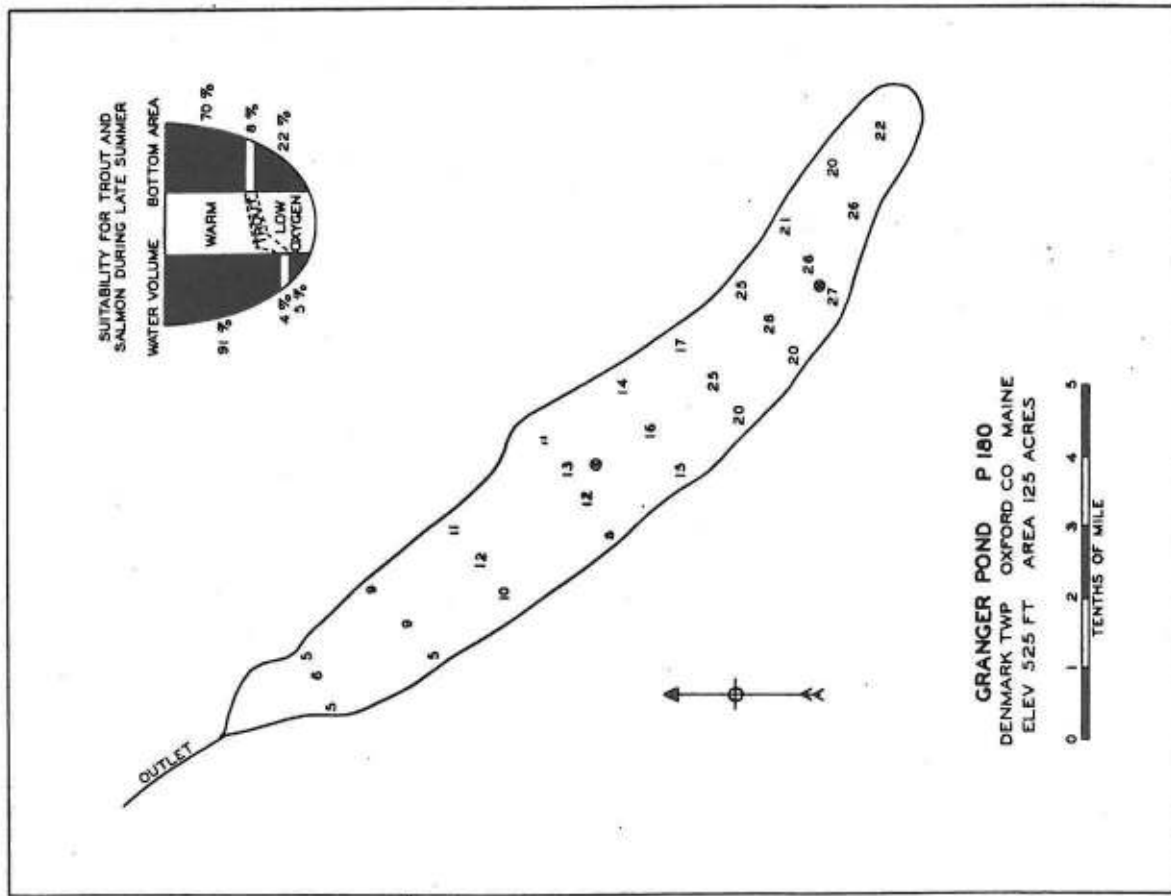 SUITABILITY FOR TROUT AND
SALMON DURING LATE SUMMER
WATER VOLUME BOTTOM AREA
91 % WARM 70 %
4 % 8 %
5 % LOW OXYGEN 22 %
OUTLET
5
6
5
9
9
5
11
12
10
11
13
12
8
14
16
15
17
25
20
25
28
20
21
26
27
20
26
22
GRANGER POND P 180
DENMARK TWP OXFORD CO MAINE
ELEV 525 FT AREA 125 ACRES
0 1 2 3 4 5
TENTHS OF MILE